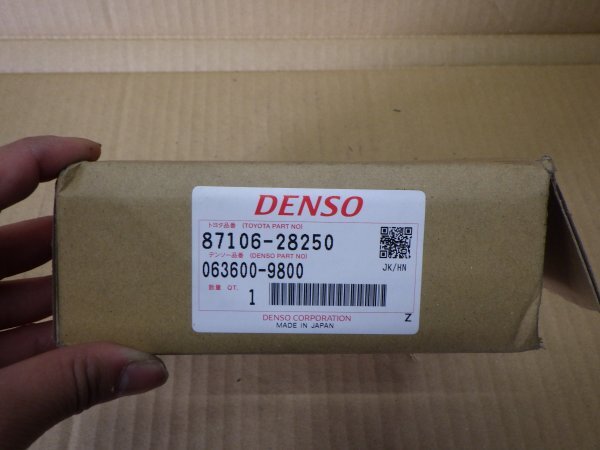 DENSO
トヨタ品番 (TOYOTA PART NO)
87106-28250
デンソー品番 (DENSO PART NO)
063600-9800
JK/HN
数量 QT. 1
DENSO CORPORATION
MADE IN JAPAN
Z